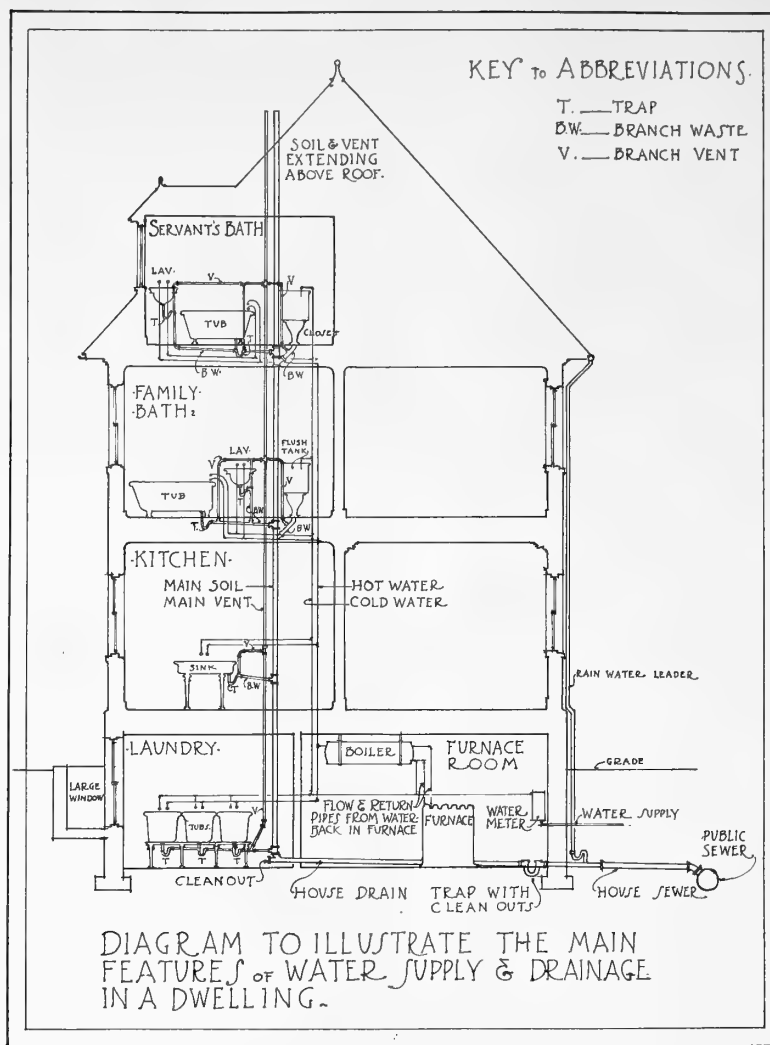 KEY TO ABBREVIATIONS.
T. TRAP
B.W. BRANCH WASTE
V. BRANCH VENT
SOIL & VENT
EXTENDING
ABOVE ROOF.
SERVANT'S BATH
LAV.
V
V
T
TUB
T
CLOSET
B.W.
BW
·FAMILY·
·BATH·
LAV.
FLUSH
TANK
V
V
TUB
T
T.
B.W.
BW
·KITCHEN·
MAIN SOIL
MAIN VENT
HOT WATER
COLD WATER
V
SINK
T
B.W.
RAIN WATER LEADER
·LAUNDRY·
BOILER
FURNACE
ROOM
GRADE
LARGE
WINDOW
FLOW & RETURN
PIPES FROM WATER
BACK IN FURNACE
FURNACE
WATER
METER
WATER SUPPLY
V
TUBS.
T
T
T
PUBLIC
SEWER
CLEANOUT
HOUSE DRAIN
TRAP WITH
CLEAN OUTS
HOUSE SEWER
DIAGRAM TO ILLUSTRATE THE MAIN
FEATURES OF WATER SUPPLY & DRAINAGE
IN A DWELLING.